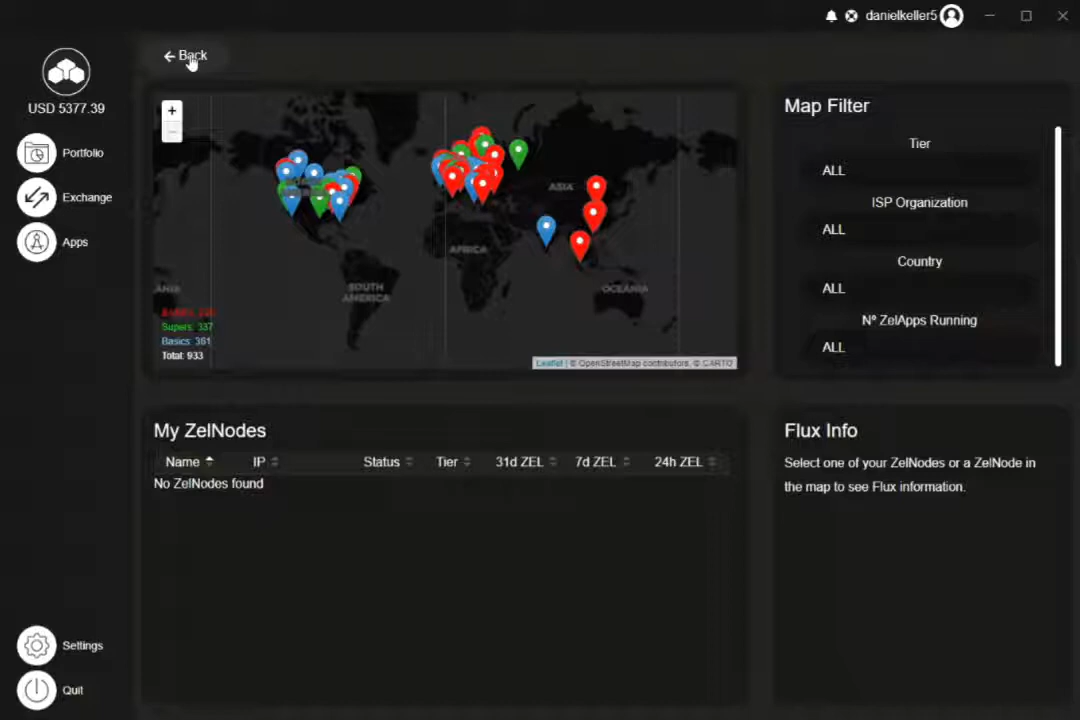 danielkeller5
← Back
USD 5377.39
Portfolio
Exchange
Apps
Settings
Quit
+
−
ASIA
AFRICA
SOUTH
AMERICA
OCEANIA
Supers: 337
Basics: 361
Total: 933
Leaflet | © OpenStreetMap contributors, © CARTO
Map Filter
Tier
ALL
ISP Organization
ALL
Country
ALL
Nº ZelApps Running
ALL
My ZelNodes
Name IP Status Tier 31d ZEL 7d ZEL 24h ZEL
No ZelNodes found
Flux Info
Select one of your ZelNodes or a ZelNode in
the map to see Flux information.